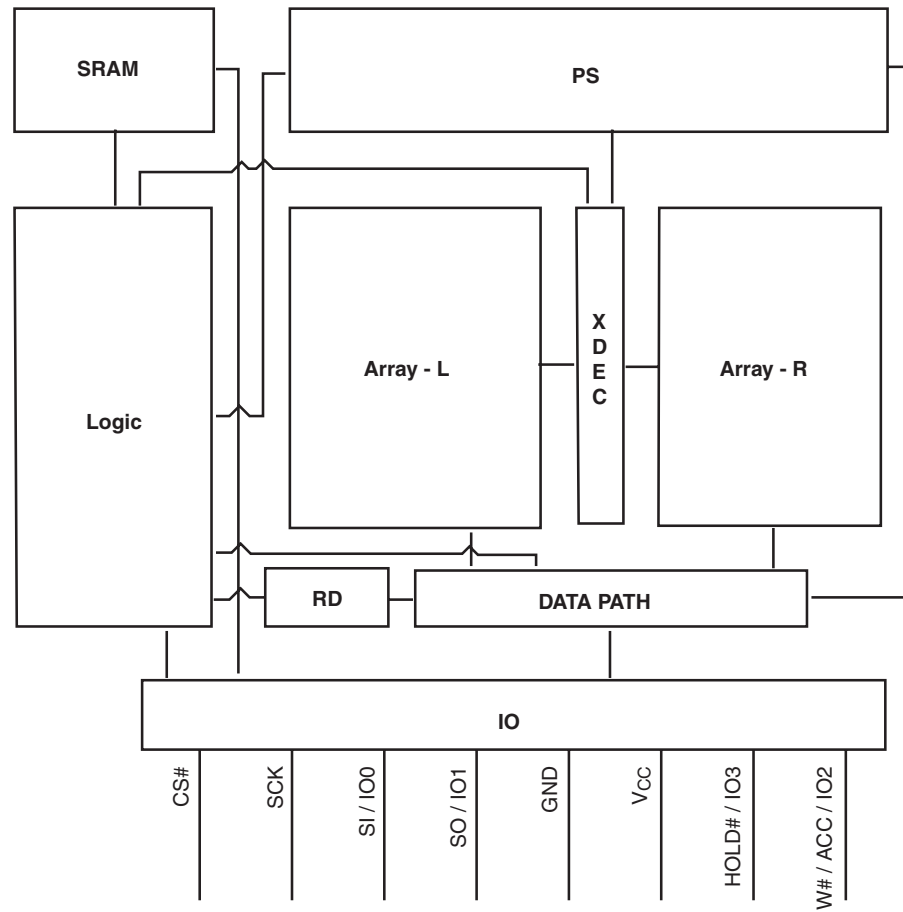 SRAM
PS
Logic
Array - L
X
D
E
C
Array - R
RD
DATA PATH
IO
CS#
SCK
SI / IO0
SO / IO1
GND
VCC
HOLD# / IO3
W# / ACC / IO2